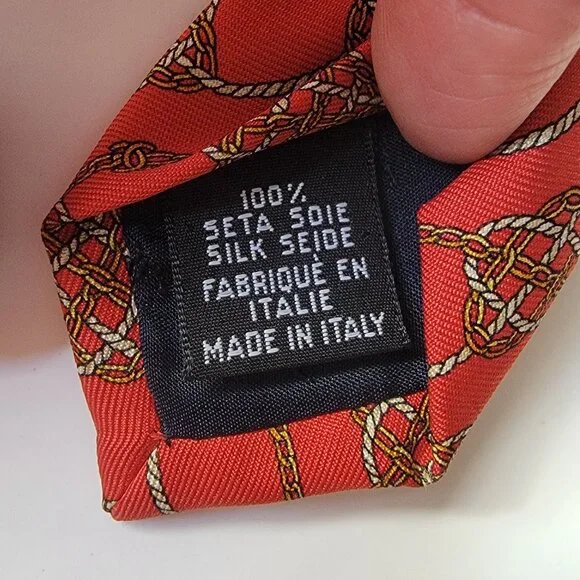 100%
SETA SOIE
SILK SEIDE
FABRIQUÉ EN
ITALIE
MADE IN ITALY